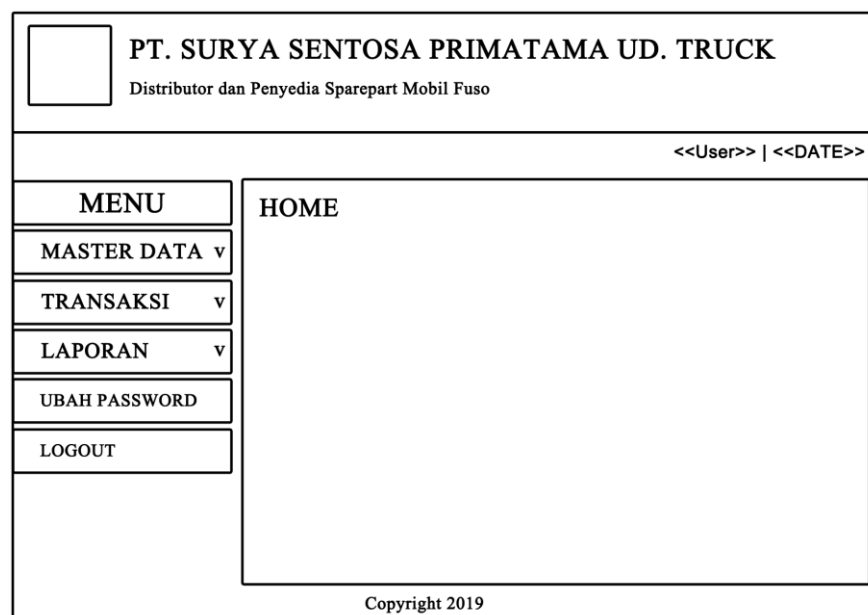 PT. SURYA SENTOSA PRIMATAMA UD. TRUCK
Distributor dan Penyedia Sparepart Mobil Fuso
<<User>> | <<DATE>>
MENU
MASTER DATA v
TRANSAKSI v
LAPORAN v
UBAH PASSWORD
LOGOUT
HOME
Copyright 2019